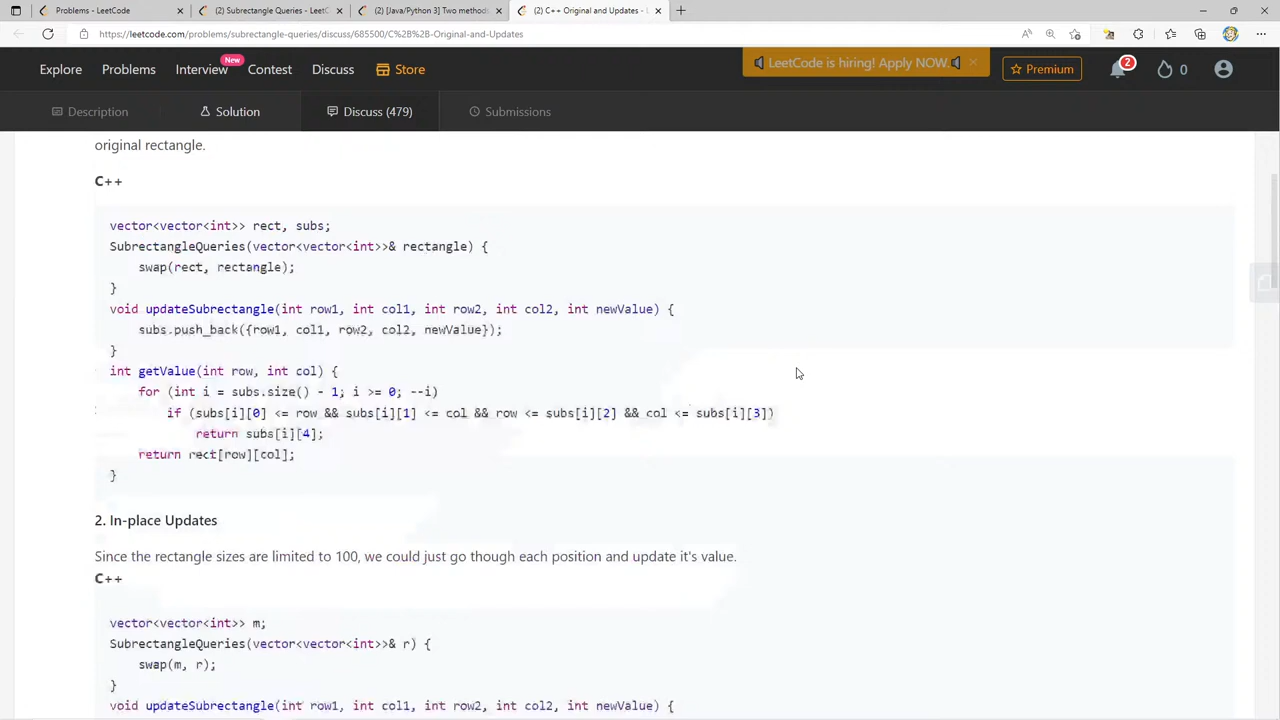 Problems - LeetCode
(2) Subrectangle Queries - LeetC
(2) [Java/Python 3] Two methods
(2) C++ Original and Updates - L
https://leetcode.com/problems/subrectangle-queries/discuss/685500/C%2B%2B-Original-and-Updates
New
Explore Problems Interview Contest Discuss Store
LeetCode is hiring! Apply NOW.
Premium
2
0
Description Solution Discuss (479) Submissions
original rectangle.
C++
vector<vector<int>> rect, subs;
SubrectangleQueries(vector<vector<int>>& rectangle) {
swap(rect, rectangle);
}
void updateSubrectangle(int row1, int col1, int row2, int col2, int newValue) {
subs.push_back({row1, col1, row2, col2, newValue});
}
int getValue(int row, int col) {
for (int i = subs.size() - 1; i >= 0; --i)
if (subs[i][0] <= row && subs[i][1] <= col && row <= subs[i][2] && col <= subs[i][3])
return subs[i][4];
return rect[row][col];
}
2. In-place Updates
Since the rectangle sizes are limited to 100, we could just go though each position and update it's value.
C++
vector<vector<int>> m;
SubrectangleQueries(vector<vector<int>>& r) {
swap(m, r);
}
void updateSubrectangle(int row1, int col1, int row2, int col2, int newValue) {